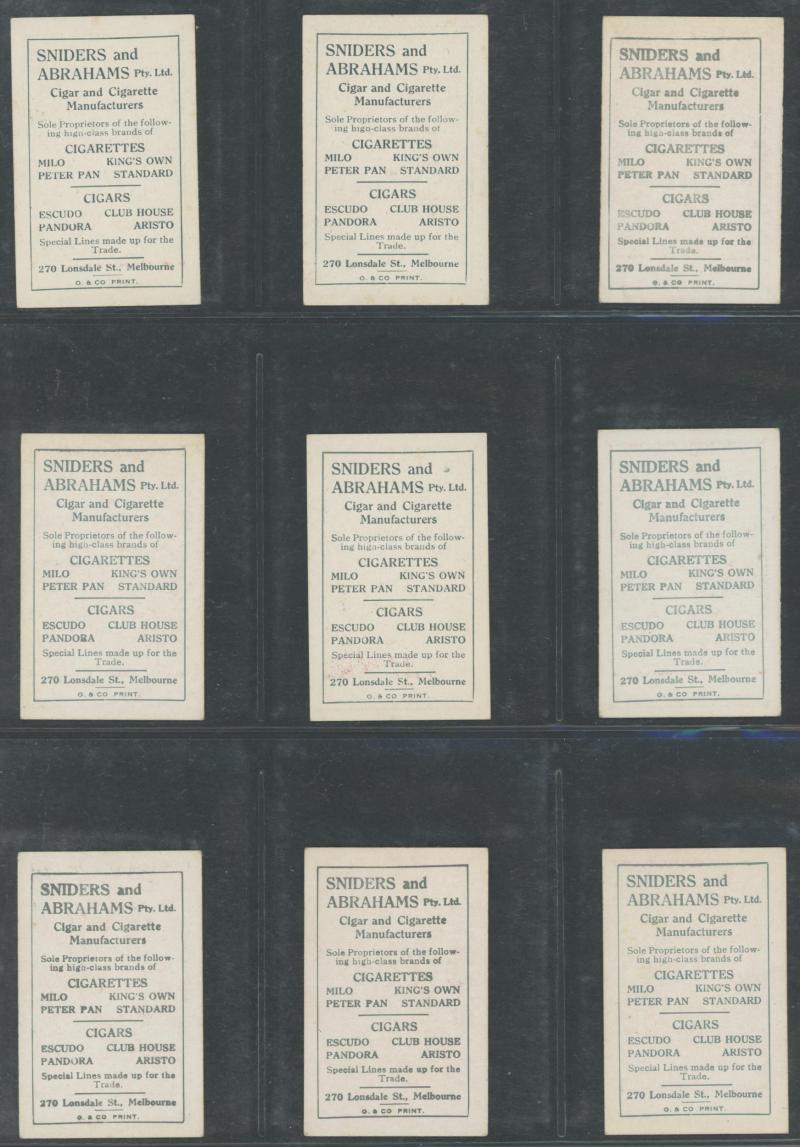 SNIDERS and
ABRAHAMS Pty. Ltd.
Cigar and Cigarette
Manufacturers
Sole Proprietors of the follow-
ing high-class brands of
CIGARETTES
MILO KING'S OWN
PETER PAN STANDARD
CIGARS
ESCUDO CLUB HOUSE
PANDORA ARISTO
Special Lines made up for the
Trade.
270 Lonsdale St., Melbourne
O. & CO PRINT.
SNIDERS and
ABRAHAMS Pty. Ltd.
Cigar and Cigarette
Manufacturers
Sole Proprietors of the follow-
ing high-class brands of
CIGARETTES
MILO KING'S OWN
PETER PAN STANDARD
CIGARS
ESCUDO CLUB HOUSE
PANDORA ARISTO
Special Lines made up for the
Trade.
270 Lonsdale St., Melbourne
O. & CO PRINT.
SNIDERS and
ABRAHAMS Pty. Ltd.
Cigar and Cigarette
Manufacturers
Sole Proprietors of the follow-
ing high-class brands of
CIGARETTES
MILO KING'S OWN
PETER PAN STANDARD
CIGARS
ESCUDO CLUB HOUSE
PANDORA ARISTO
Special Lines made up for the
Trade.
270 Lonsdale St., Melbourne
O. & CO PRINT.
SNIDERS and
ABRAHAMS Pty. Ltd.
Cigar and Cigarette
Manufacturers
Sole Proprietors of the follow-
ing high-class brands of
CIGARETTES
MILO KING'S OWN
PETER PAN STANDARD
CIGARS
ESCUDO CLUB HOUSE
PANDORA ARISTO
Special Lines made up for the
Trade.
270 Lonsdale St., Melbourne
O. & CO PRINT.
SNIDERS and
ABRAHAMS Pty. Ltd.
Cigar and Cigarette
Manufacturers
Sole Proprietors of the follow-
ing high-class brands of
CIGARETTES
MILO KING'S OWN
PETER PAN STANDARD
CIGARS
ESCUDO CLUB HOUSE
PANDORA ARISTO
Special Lines made up for the
Trade.
270 Lonsdale St., Melbourne
O. & CO PRINT.
SNIDERS and
ABRAHAMS Pty. Ltd.
Cigar and Cigarette
Manufacturers
Sole Proprietors of the follow-
ing high-class brands of
CIGARETTES
MILO KING'S OWN
PETER PAN STANDARD
CIGARS
ESCUDO CLUB HOUSE
PANDORA ARISTO
Special Lines made up for the
Trade.
270 Lonsdale St., Melbourne
O. & CO PRINT.
SNIDERS and
ABRAHAMS Pty. Ltd.
Cigar and Cigarette
Manufacturers
Sole Proprietors of the follow-
ing high-class brands of
CIGARETTES
MILO KING'S OWN
PETER PAN STANDARD
CIGARS
ESCUDO CLUB HOUSE
PANDORA ARISTO
Special Lines made up for the
Trade.
270 Lonsdale St., Melbourne
O. & CO PRINT.
SNIDERS and
ABRAHAMS Pty. Ltd.
Cigar and Cigarette
Manufacturers
Sole Proprietors of the follow-
ing high-class brands of
CIGARETTES
MILO KING'S OWN
PETER PAN STANDARD
CIGARS
ESCUDO CLUB HOUSE
PANDORA ARISTO
Special Lines made up for the
Trade.
270 Lonsdale St., Melbourne
O. & CO PRINT.
SNIDERS and
ABRAHAMS Pty. Ltd.
Cigar and Cigarette
Manufacturers
Sole Proprietors of the follow-
ing high-class brands of
CIGARETTES
MILO KING'S OWN
PETER PAN STANDARD
CIGARS
ESCUDO CLUB HOUSE
PANDORA ARISTO
Special Lines made up for the
Trade.
270 Lonsdale St., Melbourne
O. & CO PRINT.